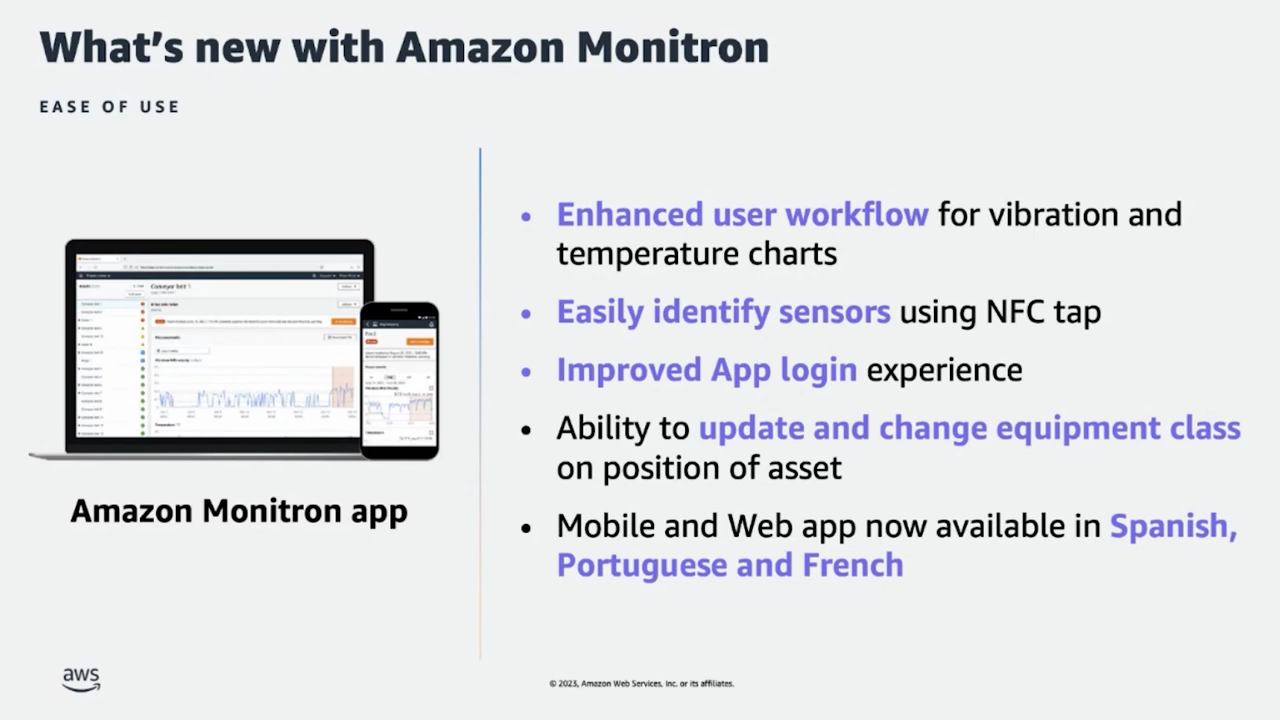 What's new with Amazon Monitron
EASE OF USE
Conveyor belt 1
Amazon Monitron app
• Enhanced user workflow for vibration and
temperature charts
• Easily identify sensors using NFC tap
• Improved App login experience
• Ability to update and change equipment class
on position of asset
• Mobile and Web app now available in Spanish,
Portuguese and French
aws
© 2023, Amazon Web Services, Inc. or its affiliates.